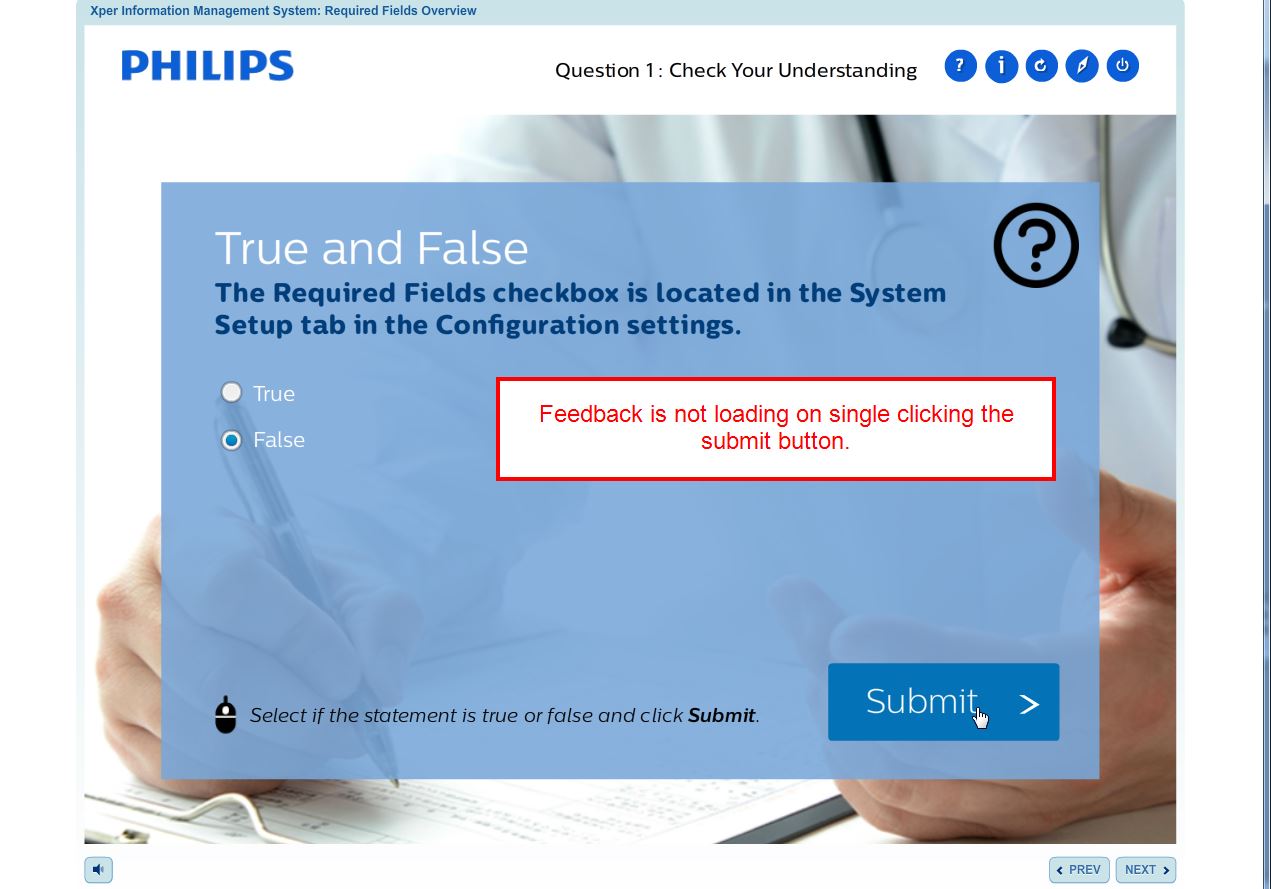 Xper Information Management System: Required Fields Overview
PHILIPS
Question 1: Check Your Understanding
True and False
The Required Fields checkbox is located in the System
Setup tab in the Configuration settings.
True
False
Feedback is not loading on single clicking the
submit button.
Select if the statement is true or false and click Submit.
Submit >
PREV
NEXT